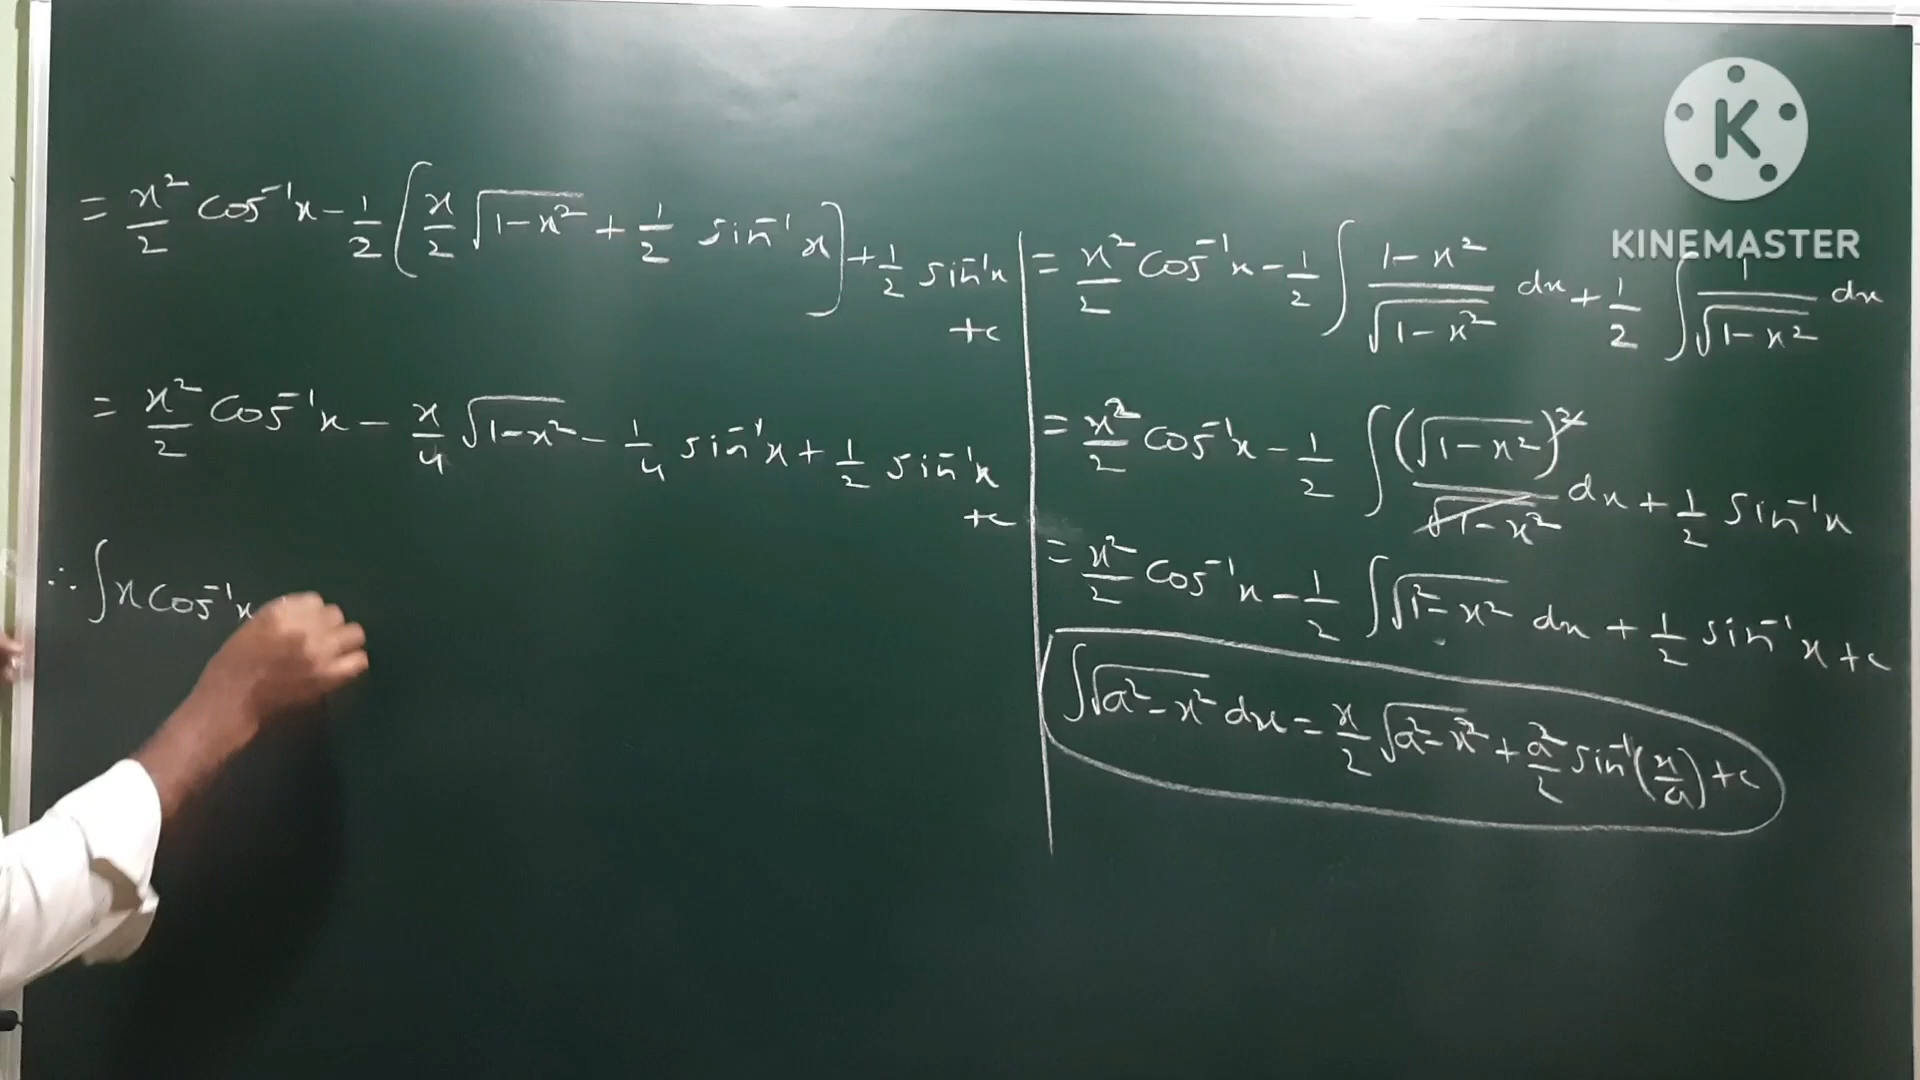 = x²/2 cos⁻¹x - 1/2 [x/2 √(1-x²) + 1/2 sin⁻¹x] + 1/2 sin⁻¹x
+c
= x²/2 cos⁻¹x - x/4 √(1-x²) - 1/4 sin⁻¹x + 1/2 sin⁻¹x
+c
∴ ∫x cos⁻¹x
= x²/2 cos⁻¹x - 1/2 ∫ (1-x²)/√(1-x²) dx + 1/2 ∫ 1/√(1-x²) dx
= x²/2 cos⁻¹x - 1/2 ∫ (√(1-x²))²/√(1-x²) dx + 1/2 sin⁻¹x
= x²/2 cos⁻¹x - 1/2 ∫√(1²-x²) dx + 1/2 sin⁻¹x + c
∫√(a²-x²) dx = x/2 √(a²-x²) + a²/2 sin⁻¹(x/a) + c
K
KINEMASTER